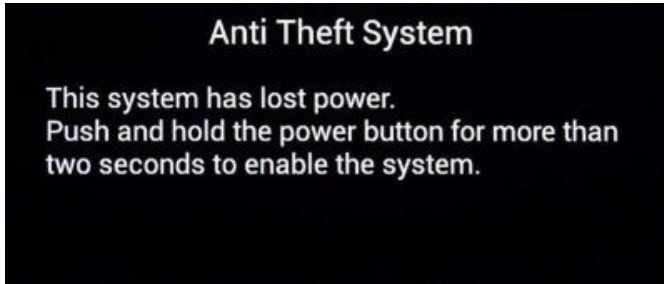 Anti Theft System
This system has lost power.
Push and hold the power button for more than
two seconds to enable the system.